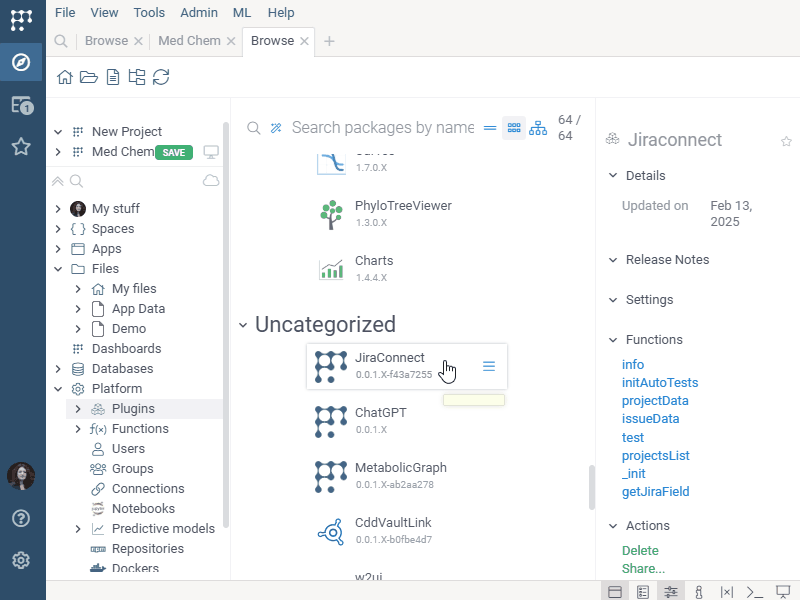 File View Tools Admin ML Help
Browse Med Chem Browse
1
New Project
Med Chem SAVE
My stuff
Spaces
Apps
Files
My files
App Data
Demo
Dashboards
Databases
Platform
Plugins
Functions
Users
Groups
Connections
Notebooks
Predictive models
Repositories
Dockers
Search packages by name
64 /
64
1.7.0.X
PhyloTreeViewer
1.3.0.X
Charts
1.4.4.X
Uncategorized
JiraConnect
0.0.1.X-f43a7255
ChatGPT
0.0.1.X
MetabolicGraph
0.0.1.X-ab2aa278
CddVaultLink
0.0.1.X-b0fbe4d7
w2ui
Jiraconnect
Details
Updated on Feb 13,
2025
Release Notes
Settings
Functions
info
initAutoTests
projectData
issueData
test
projectsList
_init
getJiraField
Actions
Delete
Share...